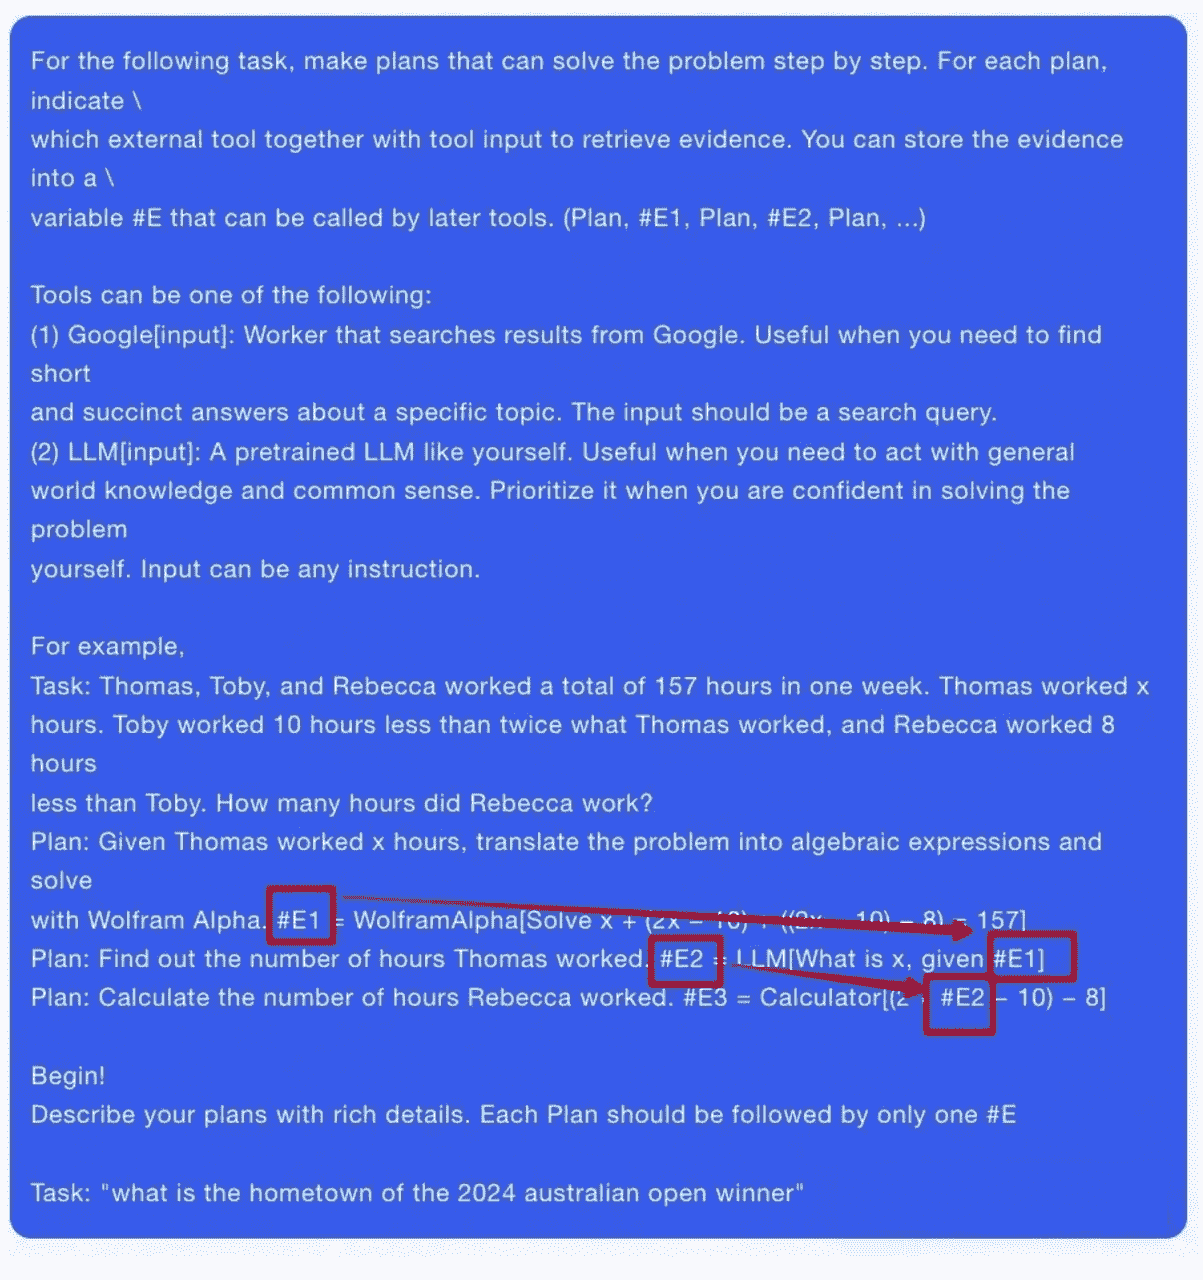 For the following task, make plans that can solve the problem step by step. For each plan,
indicate \
which external tool together with tool input to retrieve evidence. You can store the evidence
into a \
variable #E that can be called by later tools. (Plan, #E1, Plan, #E2, Plan, ...)
Tools can be one of the following:
(1) Google[input]: Worker that searches results from Google. Useful when you need to find
short
and succinct answers about a specific topic. The input should be a search query.
(2) LLM[input]: A pretrained LLM like yourself. Useful when you need to act with general
world knowledge and common sense. Prioritize it when you are confident in solving the
problem
yourself. Input can be any instruction.
For example,
Task: Thomas, Toby, and Rebecca worked a total of 157 hours in one week. Thomas worked x
hours. Toby worked 10 hours less than twice what Thomas worked, and Rebecca worked 8
hours
less than Toby. How many hours did Rebecca work?
Plan: Given Thomas worked x hours, translate the problem into algebraic expressions and
solve
with Wolfram Alpha. #E1 = WolframAlpha[Solve x + (2x − 10) + ((2x − 10) − 8) = 157]
Plan: Find out the number of hours Thomas worked. #E2 = LLM[What is x, given #E1]
Plan: Calculate the number of hours Rebecca worked. #E3 = Calculator[(2 #E2 − 10) − 8]
Begin!
Describe your plans with rich details. Each Plan should be followed by only one #E
Task: "what is the hometown of the 2024 australian open winner"